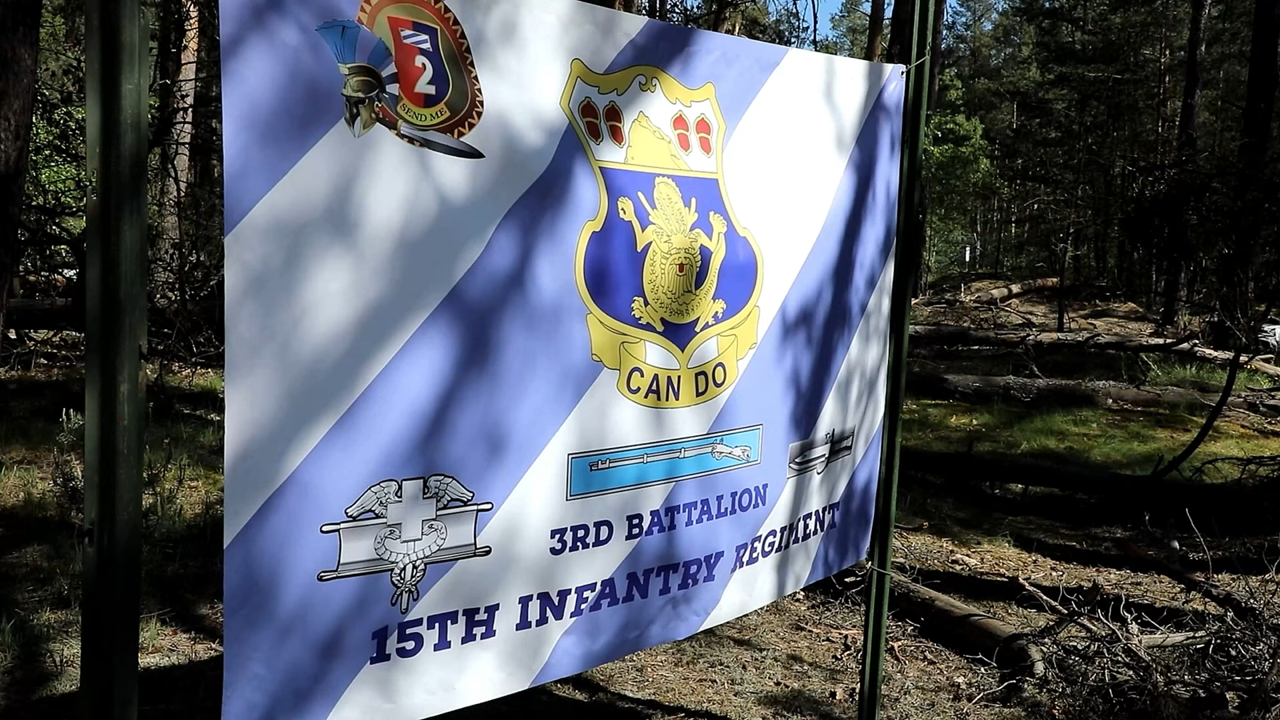 2
SEND ME
CAN DO
3RD BATTALION
15TH INFANTRY REGIMENT